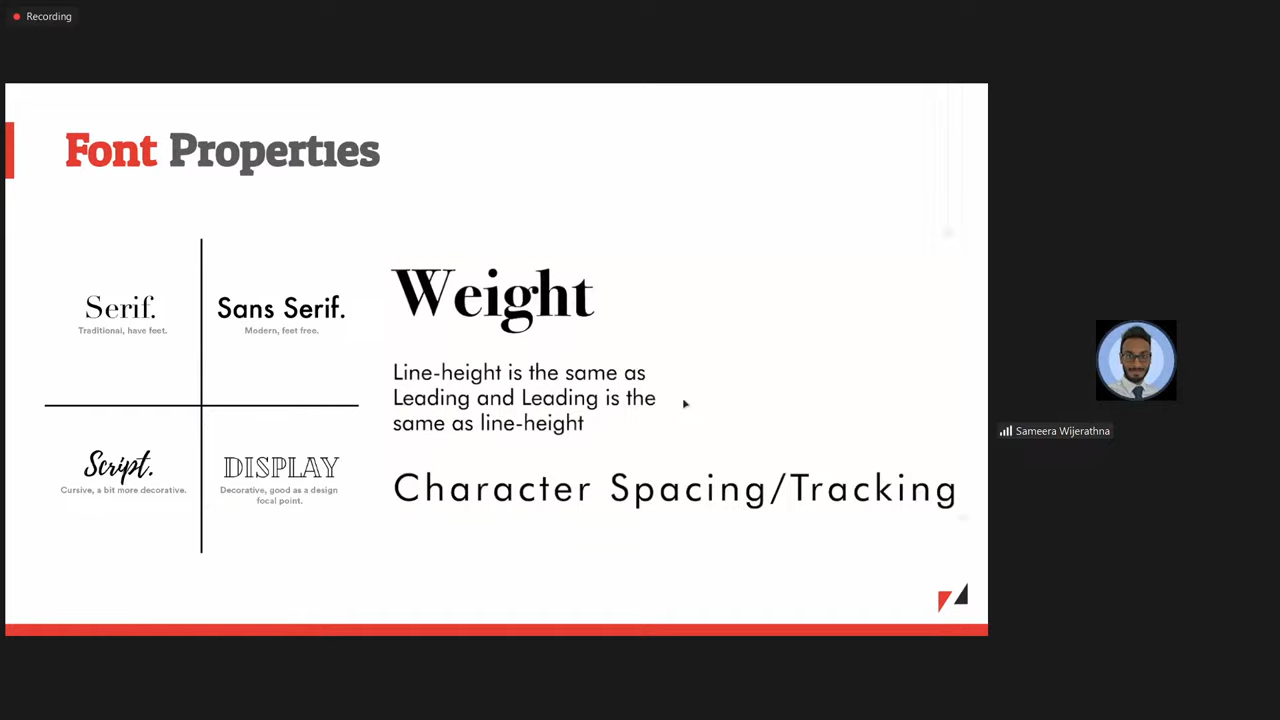 Recording
Font Properties
Serif.
Traditional, have feet.
Sans Serif.
Modern, feet free.
Script.
Cursive, a bit more decorative.
DISPLAY
Decorative, good as a design
focal point.
Weight
Line-height is the same as
Leading and Leading is the
same as line-height
Character Spacing/Tracking
Sameera Wijerathna